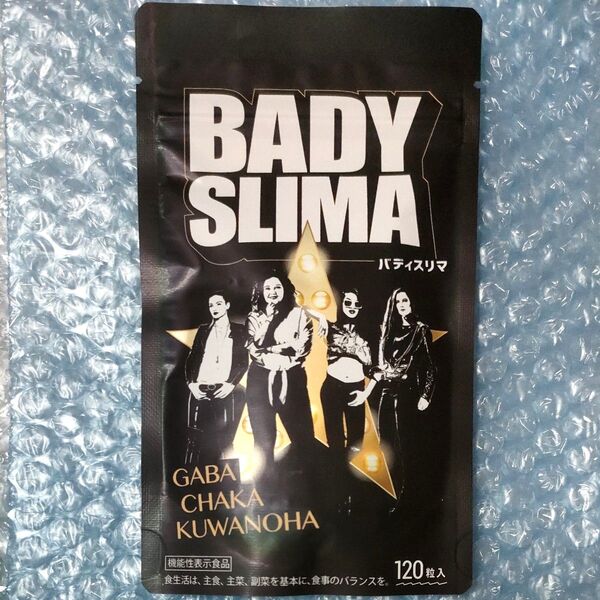 BADY
SLIMA
バディスリマ
GABA
CHAKA
KUWANOHA
機能性表示食品
120粒入
食生活は、主食、主菜、副菜を基本に、食事のバランスを。